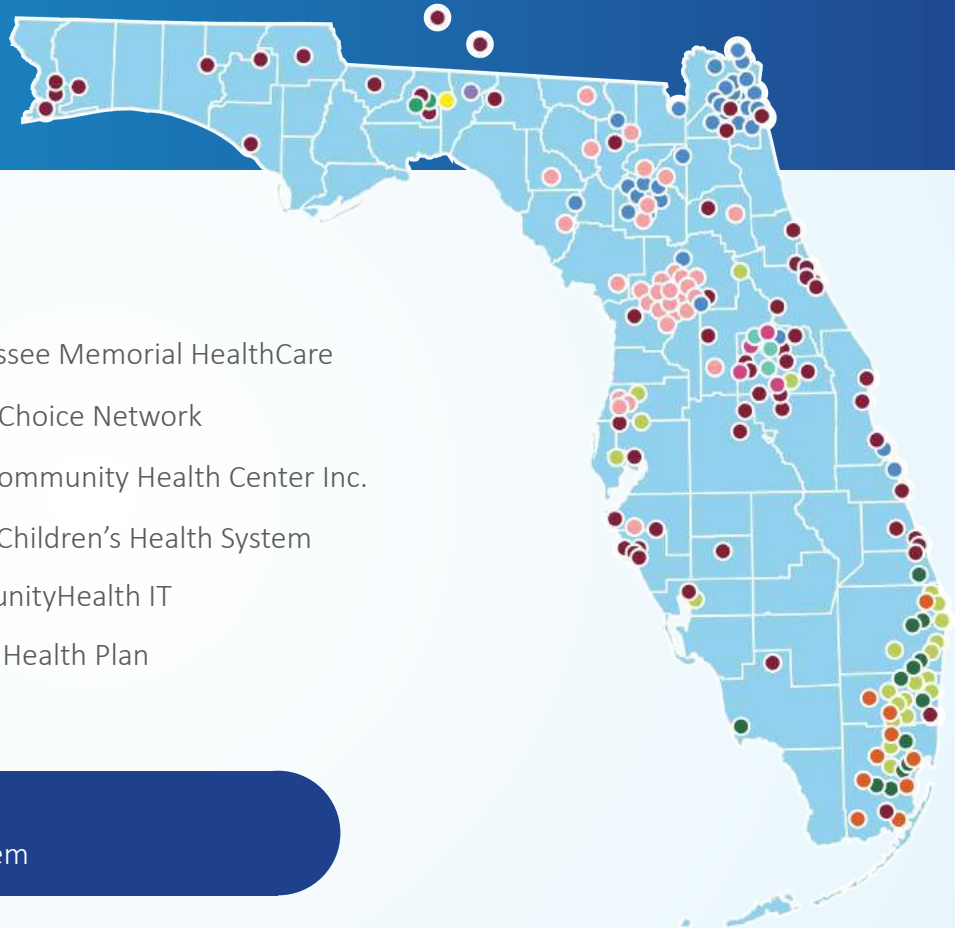 ssee Memorial HealthCare
Choice Network
ommunity Health Center Inc.
Children's Health System
unityHealth IT
Health Plan
em